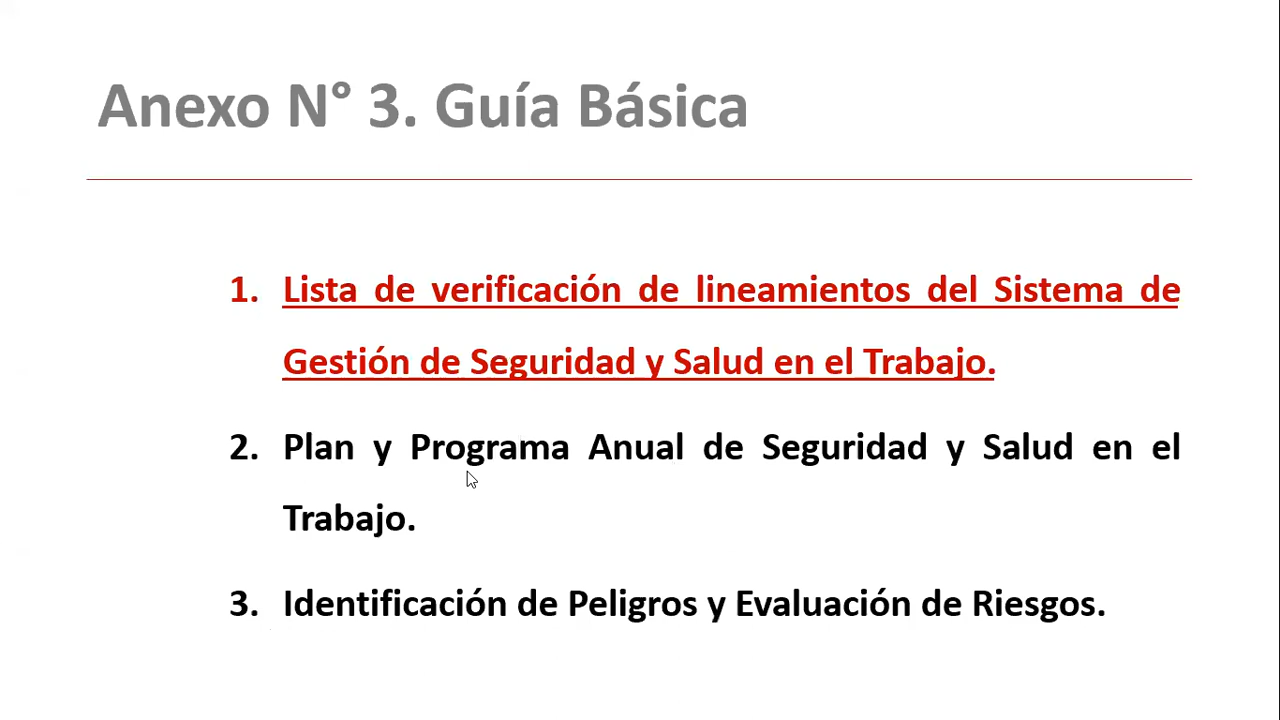 Anexo N° 3. Guía Básica
1. Lista de verificación de lineamientos del Sistema de
Gestión de Seguridad y Salud en el Trabajo.
2. Plan y Programa Anual de Seguridad y Salud en el
Trabajo.
3. Identificación de Peligros y Evaluación de Riesgos.